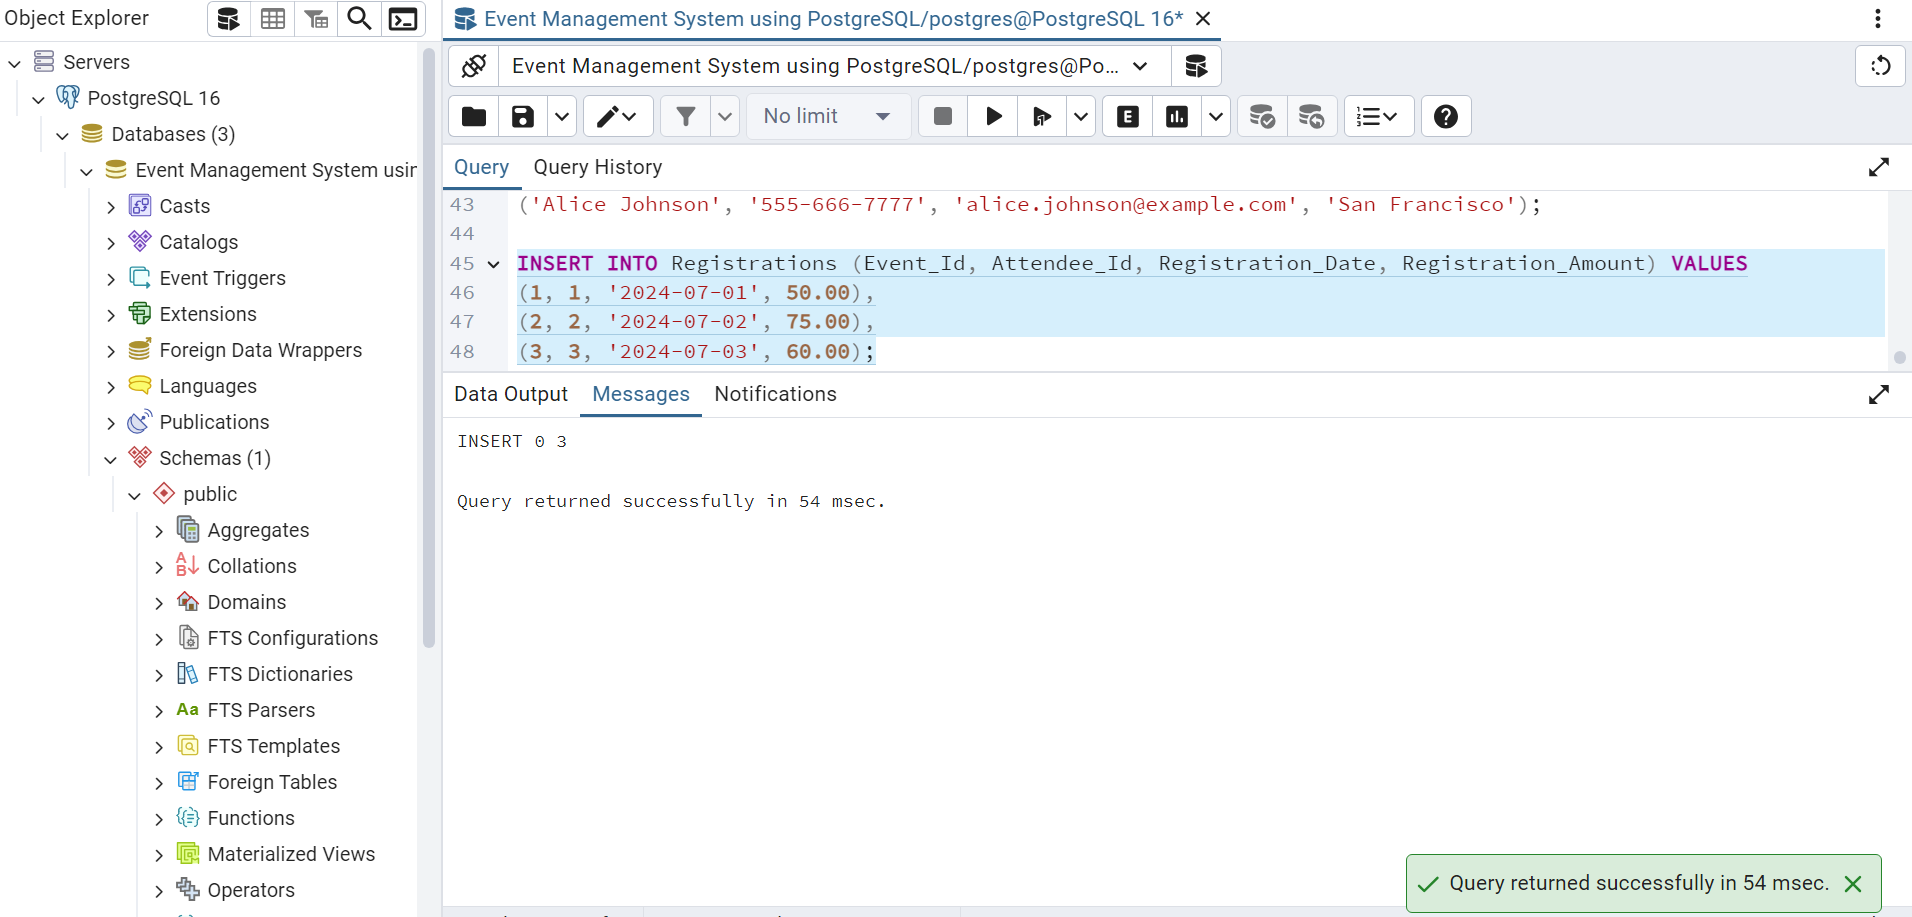 Object Explorer
Servers
PostgreSQL 16
Databases (3)
Event Management System usin
Casts
Catalogs
Event Triggers
Extensions
Foreign Data Wrappers
Languages
Publications
Schemas (1)
public
Aggregates
Collations
Domains
FTS Configurations
FTS Dictionaries
Aa FTS Parsers
FTS Templates
Foreign Tables
Functions
Materialized Views
Operators
Event Management System using PostgreSQL/postgres@PostgreSQL 16*
Event Management System using PostgreSQL/postgres@Po...
No limit
E
Query Query History
43 ('Alice Johnson', '555-666-7777', 'alice.johnson@example.com', 'San Francisco');
44
45 INSERT INTO Registrations (Event_Id, Attendee_Id, Registration_Date, Registration_Amount) VALUES
46 (1, 1, '2024-07-01', 50.00),
47 (2, 2, '2024-07-02', 75.00),
48 (3, 3, '2024-07-03', 60.00);
Data Output Messages Notifications
INSERT 0 3
Query returned successfully in 54 msec.
Query returned successfully in 54 msec.